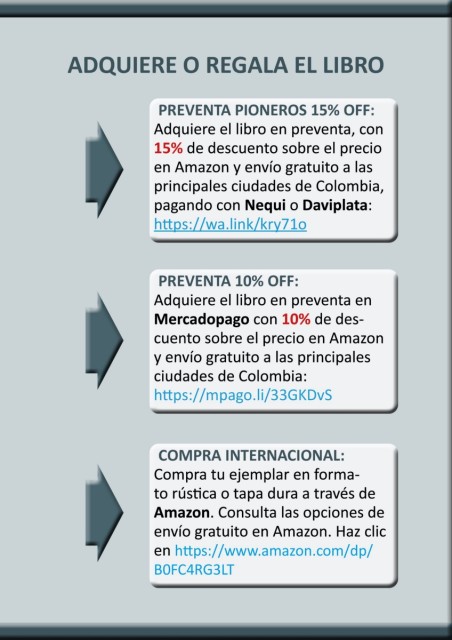 ADQUIERE O REGALA EL LIBRO
PREVENTA PIONEROS 15% OFF:
Adquiere el libro en preventa, con
15% de descuento sobre el precio
en Amazon y envío gratuito a las
principales ciudades de Colombia,
pagando con Nequi o Daviplata:
https://wa.link/kry71o
PREVENTA 10% OFF:
Adquiere el libro en preventa en
Mercadopago con 10% de des-
cuento sobre el precio en Amazon
y envío gratuito a las principales
ciudades de Colombia:
https://mpago.li/33GKDvS
COMPRA INTERNACIONAL:
Compra tu ejemplar en forma-
to rústica o tapa dura a través de
Amazon. Consulta las opciones de
envío gratuito en Amazon. Haz clic
en https://www.amazon.com/dp/
B0FC4RG3LT